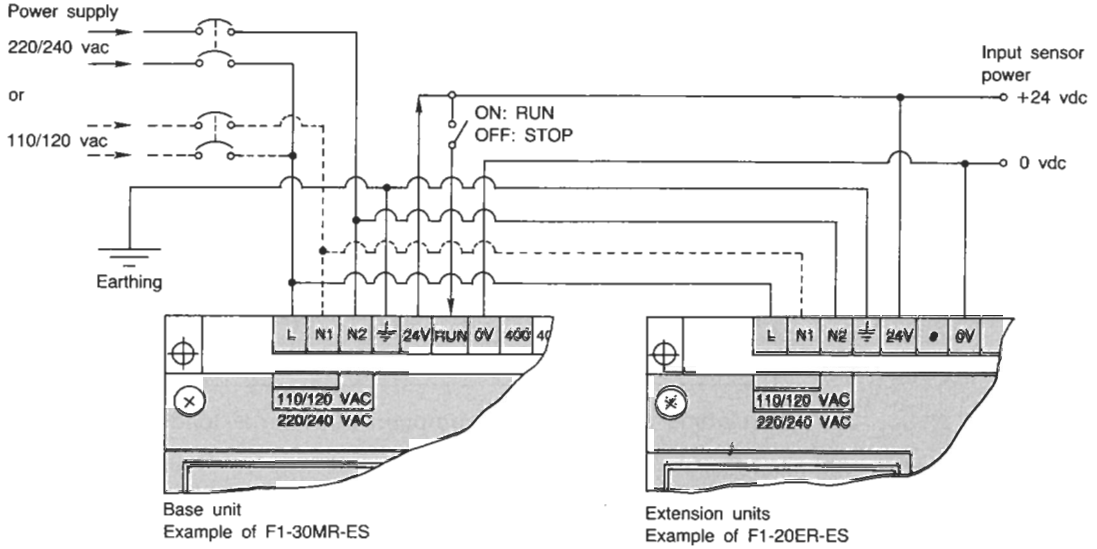 Power supply
220/240 vac
or
110/120 vac
Input sensor
power
+24 vdc
ON: RUN
OFF: STOP
0 vdc
Earthing
L N1 N2 24V RUN 0V 400 40
L N1 N2 24V 0V
110/120 VAC
220/240 VAC
110/120 VAC
220/240 VAC
Base unit
Example of F1-30MR-ES
Extension units
Example of F1-20ER-ES